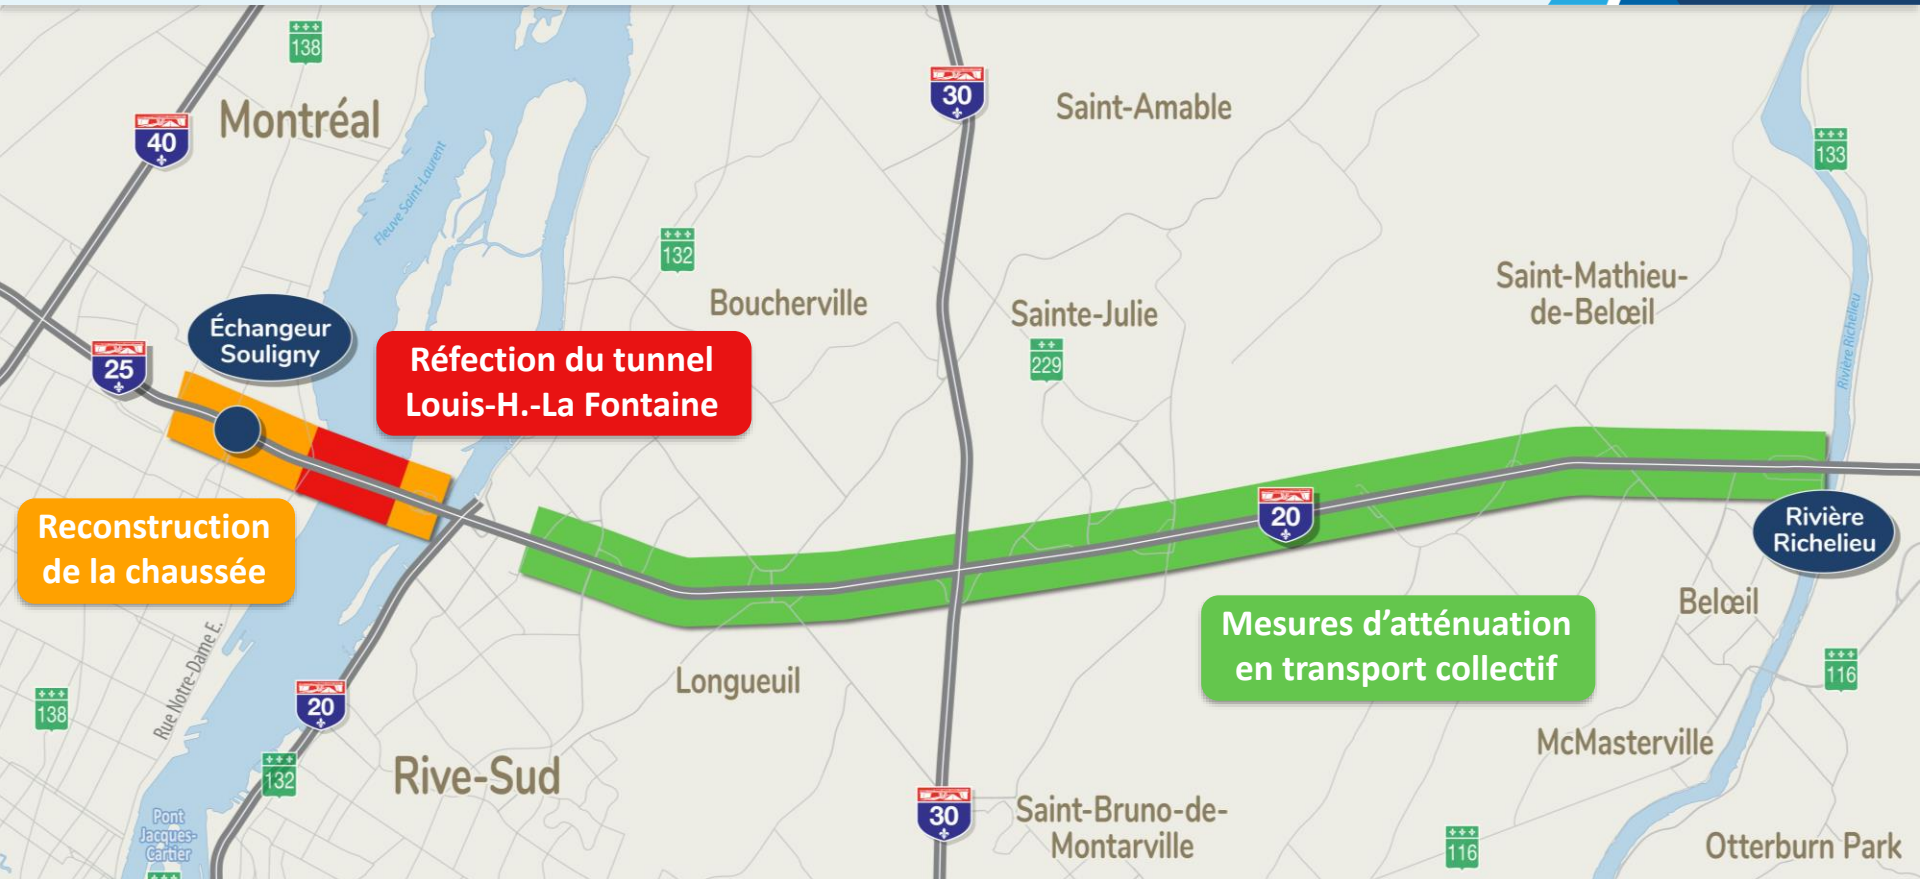 138
Montréal
40
30
Saint-Amable
133
Fleuve Saint-Laurent
132
Boucherville
Sainte-Julie
229
Saint-Mathieu-
de-Belœil
Rivière Richelieu
Échangeur
Souligny
25
Réfection du tunnel
Louis-H.-La Fontaine
Reconstruction
de la chaussée
20
Rivière
Richelieu
Belœil
Mesures d’atténuation
en transport collectif
Rue Notre-Dame E.
Longueuil
116
138
20
132
Rive-Sud
McMasterville
30
Saint-Bruno-de-
Montarville
116
Otterburn Park
Pont
Jacques-
Cartier